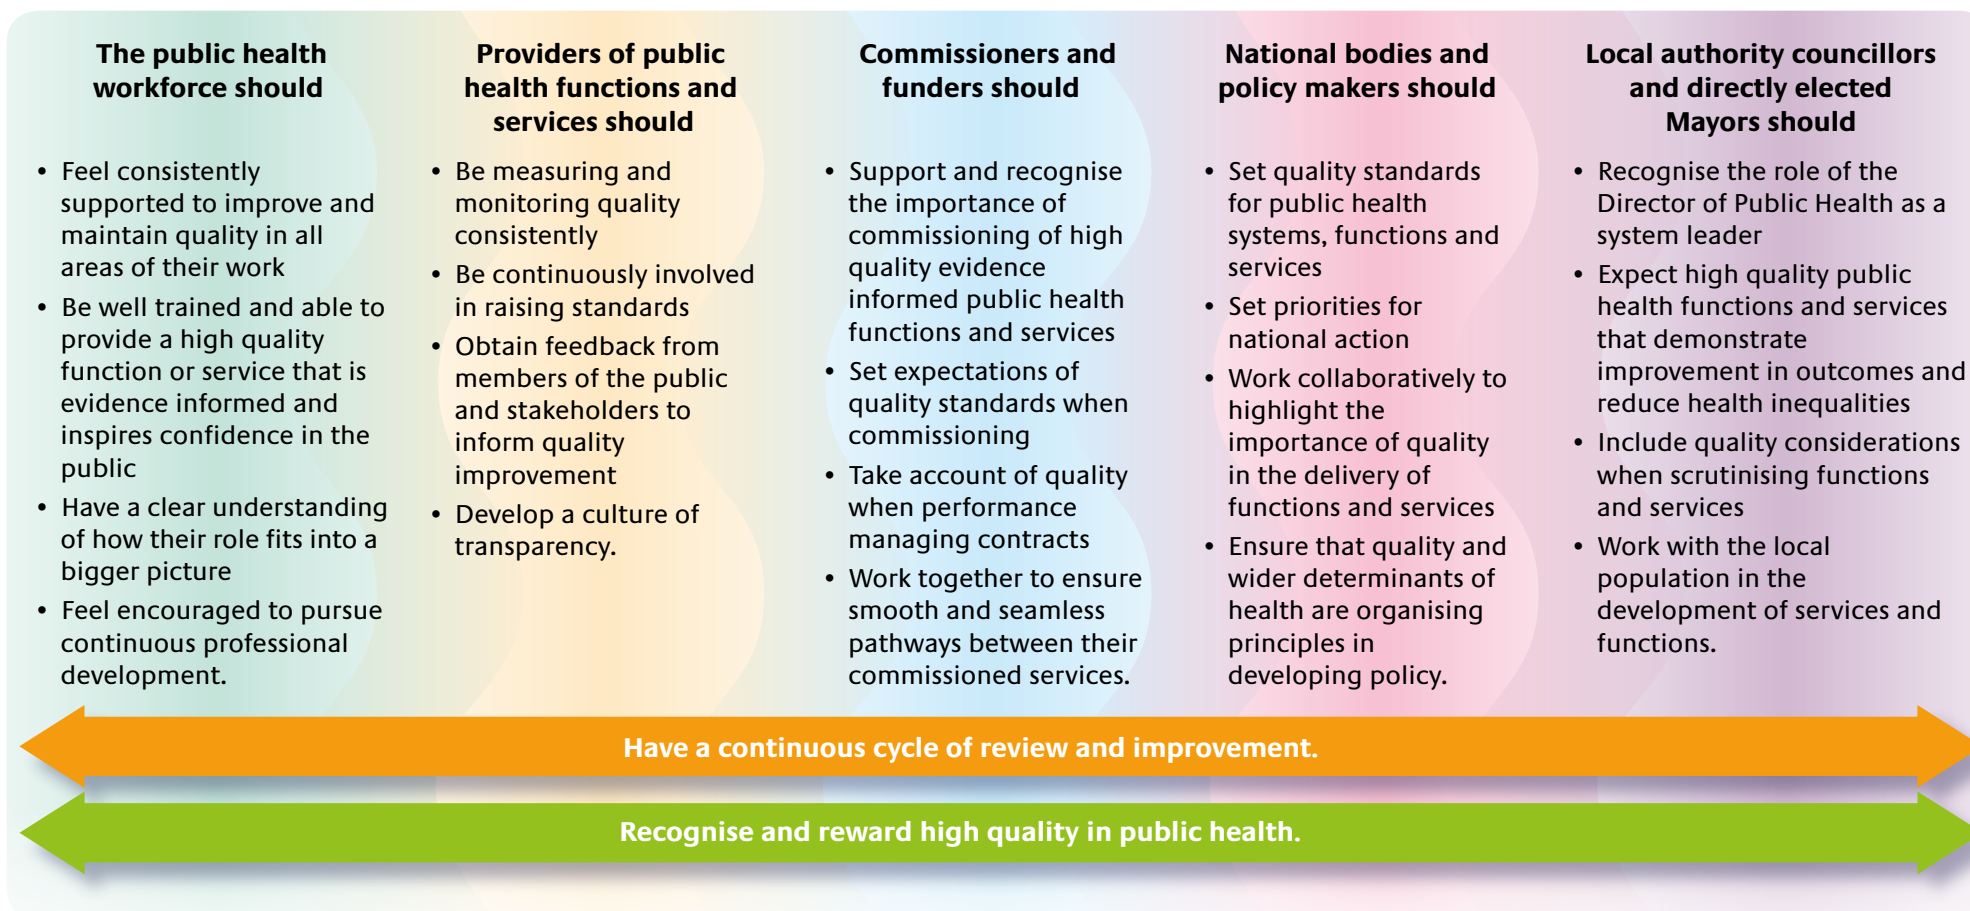 The public health
workforce should
• Feel consistently
supported to improve and
maintain quality in all
areas of their work
• Be well trained and able to
provide a high quality
function or service that is
evidence informed and
inspires confidence in the
public
• Have a clear understanding
of how their role fits into a
bigger picture
• Feel encouraged to pursue
continuous professional
development.
Providers of public
health functions and
services should
• Be measuring and
monitoring quality
consistently
• Be continuously involved
in raising standards
• Obtain feedback from
members of the public
and stakeholders to
inform quality
improvement
• Develop a culture of
transparency.
Commissioners and
funders should
• Support and recognise
the importance of
commissioning of high
quality evidence
informed public health
functions and services
• Set expectations of
quality standards when
commissioning
• Take account of quality
when performance
managing contracts
• Work together to ensure
smooth and seamless
pathways between their
commissioned services.
National bodies and
policy makers should
• Set quality standards
for public health
systems, functions and
services
• Set priorities for
national action
• Work collaboratively to
highlight the
importance of quality
in the delivery of
functions and services
• Ensure that quality and
wider determinants of
health are organising
principles in
developing policy.
Local authority councillors
and directly elected
Mayors should
• Recognise the role of the
Director of Public Health as a
system leader
• Expect high quality public
health functions and services
that demonstrate
improvement in outcomes and
reduce health inequalities
• Include quality considerations
when scrutinising functions
and services
• Work with the local
population in the
development of services and
functions.
Have a continuous cycle of review and improvement.
Recognise and reward high quality in public health.